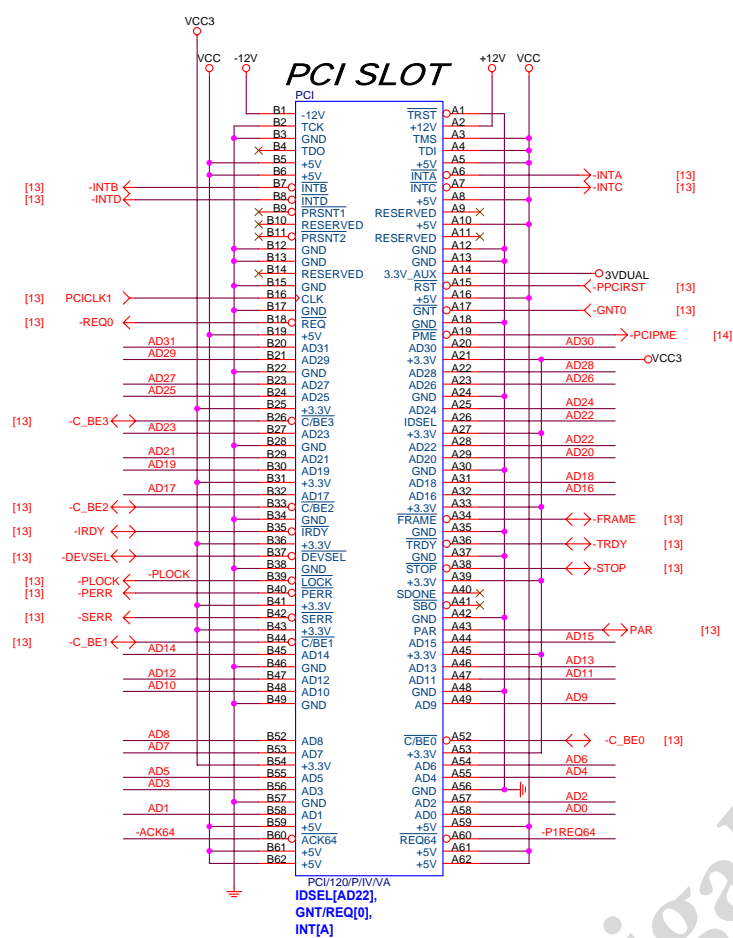 VCC3
VCC -12V +12V VCC
PCI SLOT
PCI
B1 -12V TRST A1
B2 TCK +12V A2
B3 GND TMS A3
B4 TDO TDI A4
B5 +5V +5V A5
B6 +5V INTA A6 -INTA [13]
[13] -INTB B7 INTB INTC A7 -INTC [13]
[13] -INTD B8 INTD +5V A8
B9 PRSNT1 RESERVED A9
B10 RESERVED +5V A10
B11 PRSNT2 RESERVED A11
B12 GND GND A12
B13 GND GND A13
B14 RESERVED 3.3V_AUX A14 3VDUAL
B15 GND RST A15 -PPCIRST [13]
[13] PCICLK1 B16 CLK +5V A16
B17 GND GNT A17 -GNT0 [13]
[13] -REQ0 B18 REQ GND A18
B19 +5V PME A19 -PCIPME [14]
AD31 B20 AD31 AD30 A20 AD30
AD29 B21 AD29 +3.3V A21 VCC3
B22 GND AD28 A22 AD28
AD27 B23 AD27 AD26 A23 AD26
AD25 B24 AD25 GND A24
B25 +3.3V AD24 A25 AD24
[13] -C_BE3 B26 C/BE3 IDSEL A26 AD22
AD23 B27 AD23 +3.3V A27
B28 GND AD22 A28 AD22
AD21 B29 AD21 AD20 A29 AD20
AD19 B30 AD19 GND A30
B31 +3.3V AD18 A31 AD18
AD17 B32 AD17 AD16 A32 AD16
[13] -C_BE2 B33 C/BE2 +3.3V A33
B34 GND FRAME A34 -FRAME [13]
[13] -IRDY B35 IRDY GND A35
B36 +3.3V TRDY A36 -TRDY [13]
[13] -DEVSEL B37 DEVSEL GND A37
B38 GND STOP A38 -STOP [13]
[13] -PLOCK -PLOCK B39 LOCK +3.3V A39
[13] -PERR B40 PERR SDONE A40
B41 +3.3V SBO A41
[13] -SERR B42 SERR GND A42
B43 +3.3V PAR A43 PAR [13]
[13] -C_BE1 B44 C/BE1 AD15 A44 AD15
AD14 B45 AD14 +3.3V A45
B46 GND AD13 A46 AD13
AD12 B47 AD12 AD11 A47 AD11
AD10 B48 AD10 GND A48
B49 GND AD9 A49 AD9
AD8 B52 AD8 C/BE0 A52 -C_BE0 [13]
AD7 B53 AD7 +3.3V A53
B54 +3.3V AD6 A54 AD6
AD5 B55 AD5 AD4 A55 AD4
AD3 B56 AD3 GND A56
B57 GND AD2 A57 AD2
AD1 B58 AD1 AD0 A58 AD0
B59 +5V +5V A59
-ACK64 B60 ACK64 REQ64 A60 -P1REQ64
B61 +5V +5V A61
B62 +5V +5V A62
PCI/120/P/IV/VA
IDSEL[AD22],
GNT/REQ[0],
INT[A]